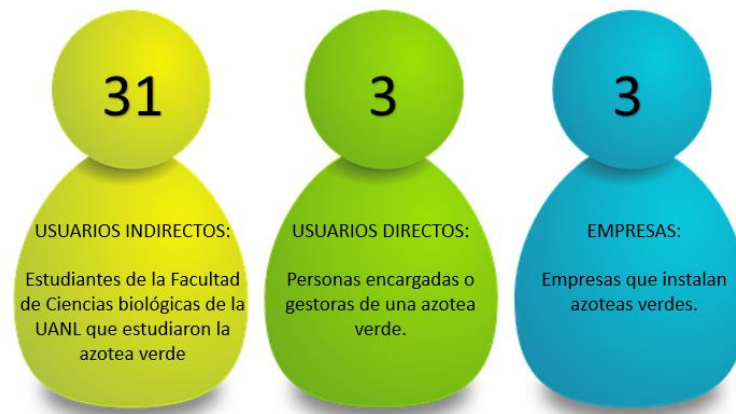 31
USUARIOS INDIRECTOS:
Estudiantes de la Facultad
de Ciencias biológicas de la
UANL que estudiaron la
azotea verde
3
USUARIOS DIRECTOS:
Personas encargadas o
gestoras de una azotea
verde.
3
EMPRESAS:
Empresas que instalan
azoteas verdes.